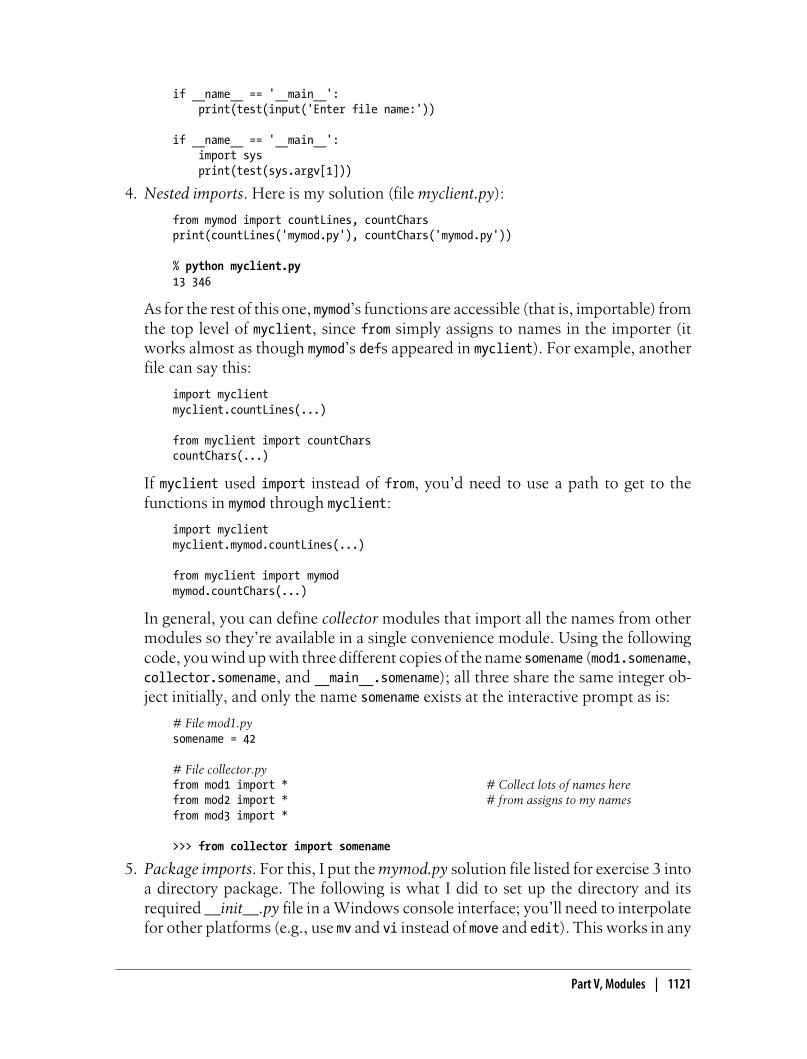 if __name__ == '__main__':
    print(test(input('Enter file name:'))
if __name__ == '__main__':
    import sys
    print(test(sys.argv[1]))
4. Nested imports. Here is my solution (file myclient.py):
from mymod import countLines, countChars
print(countLines('mymod.py'), countChars('mymod.py'))
% python myclient.py
13 346
As for the rest of this one, mymod's functions are accessible (that is, importable) from
the top level of myclient, since from simply assigns to names in the importer (it
works almost as though mymod's defs appeared in myclient). For example, another
file can say this:
import myclient
myclient.countLines(...)
from myclient import countChars
countChars(...)
If myclient used import instead of from, you'd need to use a path to get to the
functions in mymod through myclient:
import myclient
myclient.mymod.countLines(...)
from myclient import mymod
mymod.countChars(...)
In general, you can define collector modules that import all the names from other
modules so they're available in a single convenience module. Using the following
code, you wind up with three different copies of the name somename (mod1.somename,
collector.somename, and __main__.somename); all three share the same integer ob-
ject initially, and only the name somename exists at the interactive prompt as is:
# File mod1.py
somename = 42
# File collector.py
from mod1 import * # Collect lots of names here
from mod2 import * # from assigns to my names
from mod3 import *
>>> from collector import somename
5. Package imports. For this, I put the mymod.py solution file listed for exercise 3 into
a directory package. The following is what I did to set up the directory and its
required __init__.py file in a Windows console interface; you'll need to interpolate
for other platforms (e.g., use mv and vi instead of move and edit). This works in any
Part V, Modules | 1121